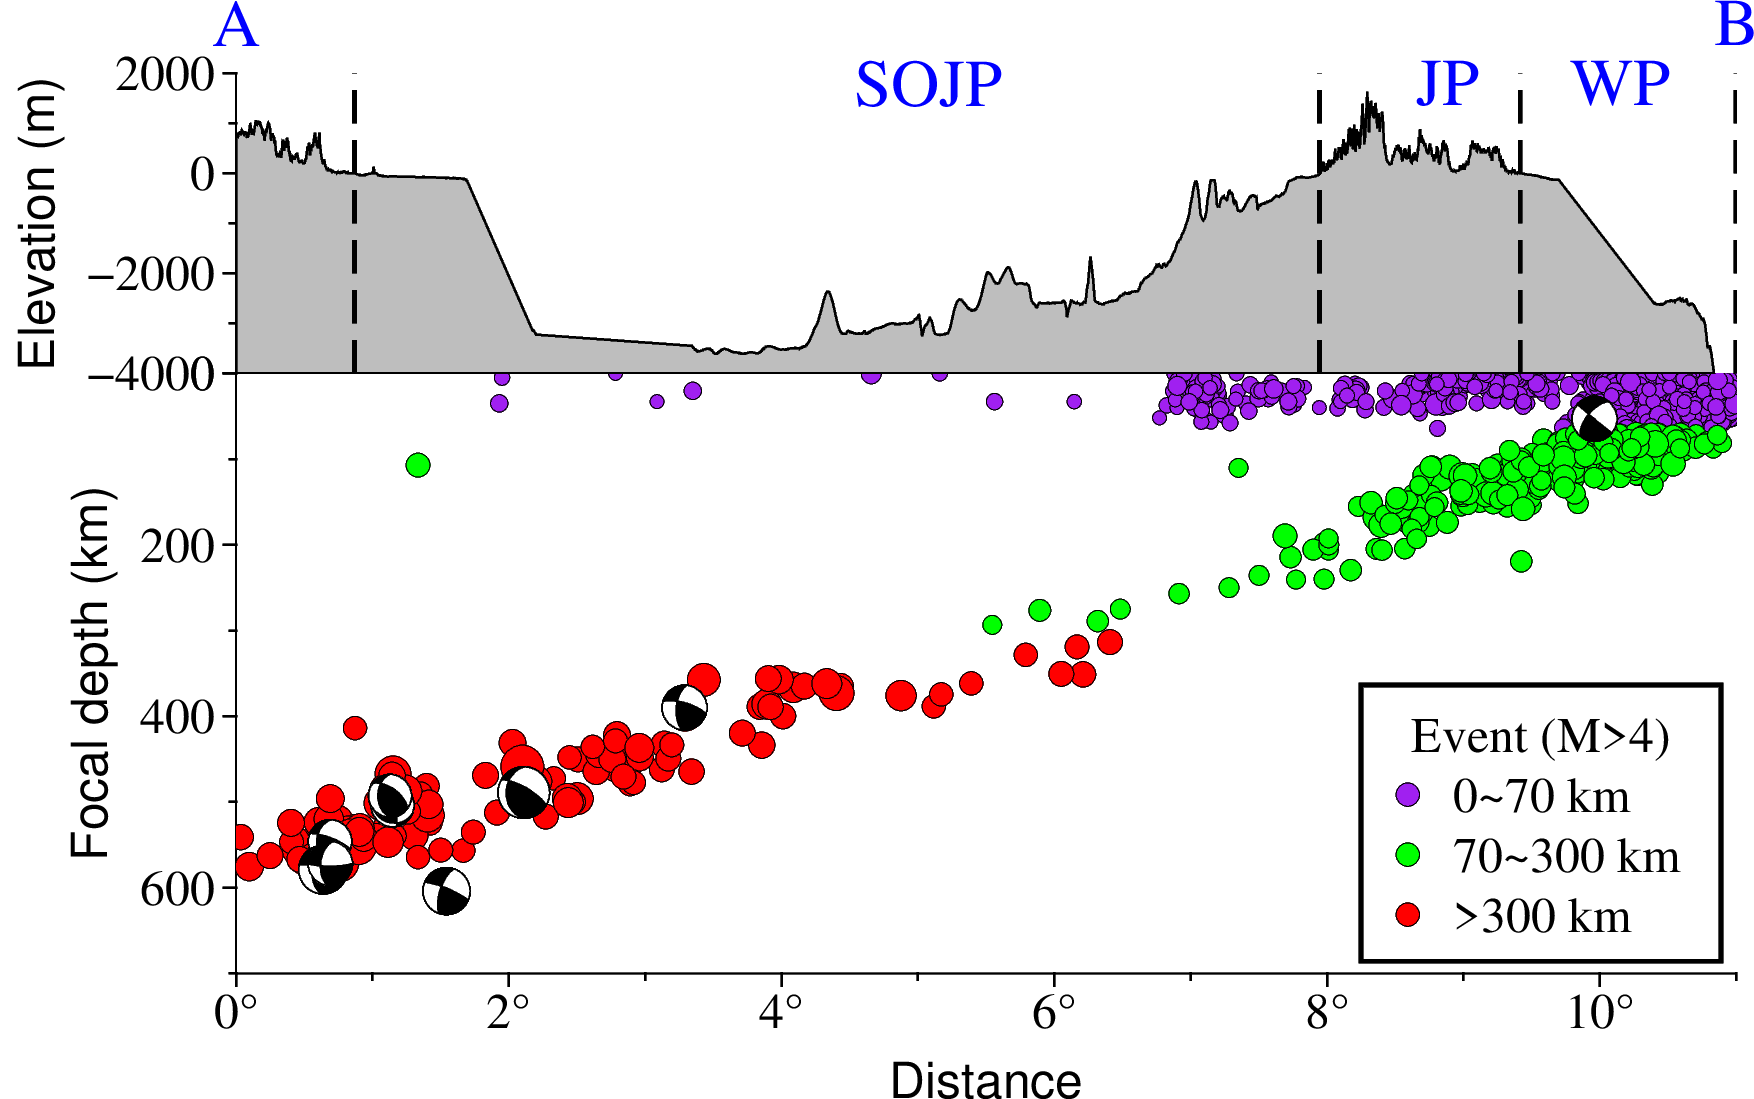 A
B
SOJP
JP
WP
2000
0
−2000
−4000
Elevation (m)
200
400
600
Focal depth (km)
Event (M>4)
0~70 km
70~300 km
>300 km
0°
2°
4°
6°
8°
10°
Distance